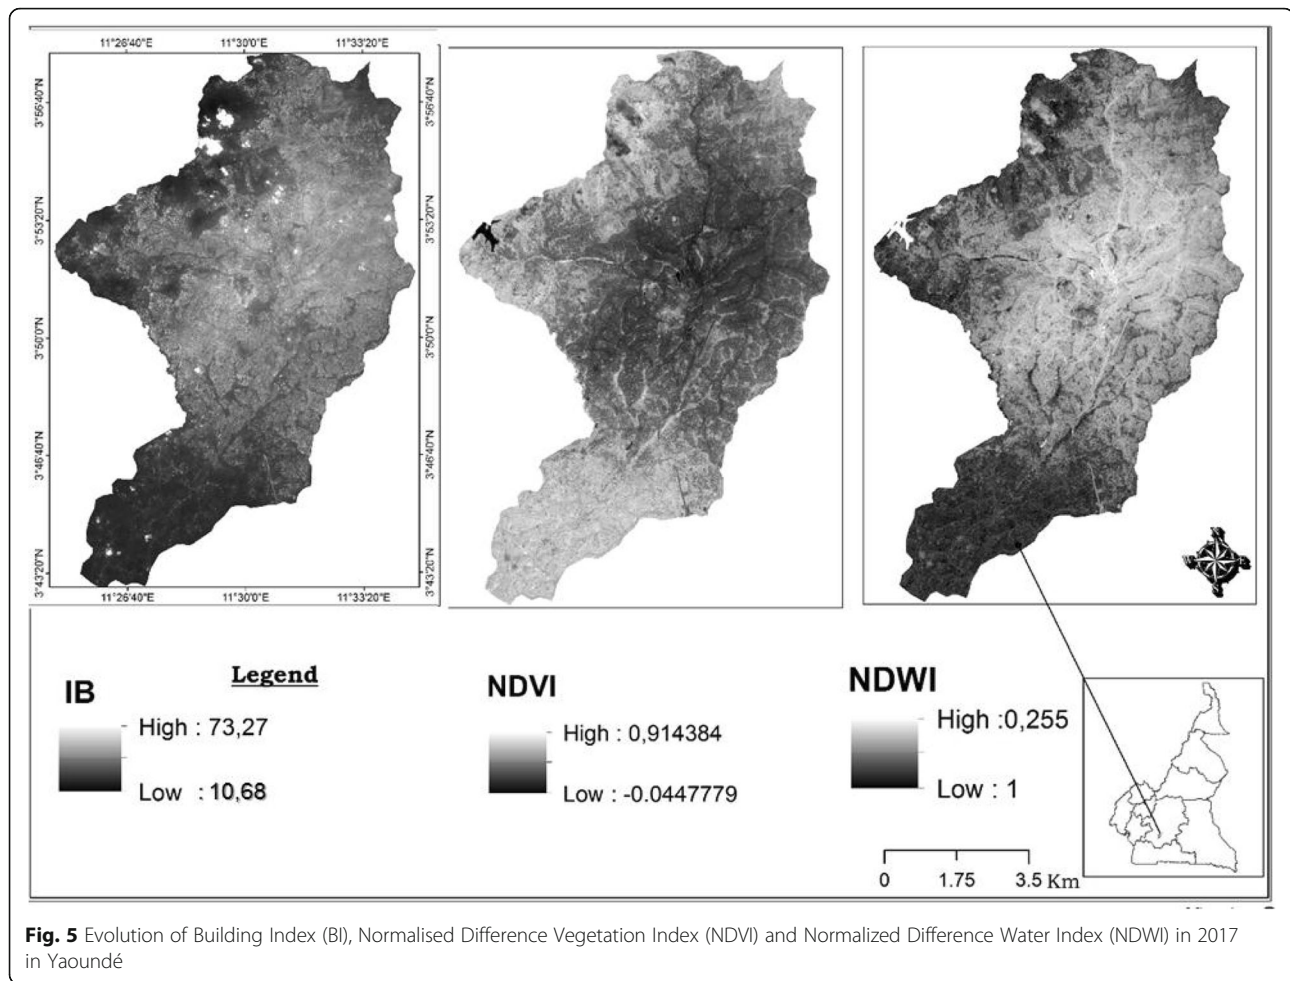 11°26'40"E 11°30'0"E 11°33'20"E
3°56'40"N 3°56'40"N
3°53'20"N 3°53'20"N
3°50'0"N 3°50'0"N
3°46'40"N 3°46'40"N
3°43'20"N 3°43'20"N
11°26'40"E 11°30'0"E 11°33'20"E
Legend
IB
High : 73,27
Low : 10,68
NDVI
High : 0,914384
Low : -0.0447779
NDWI
High :0,255
Low : 1
0 1.75 3.5 Km
Fig. 5 Evolution of Building Index (BI), Normalised Difference Vegetation Index (NDVI) and Normalized Difference Water Index (NDWI) in 2017
in Yaoundé